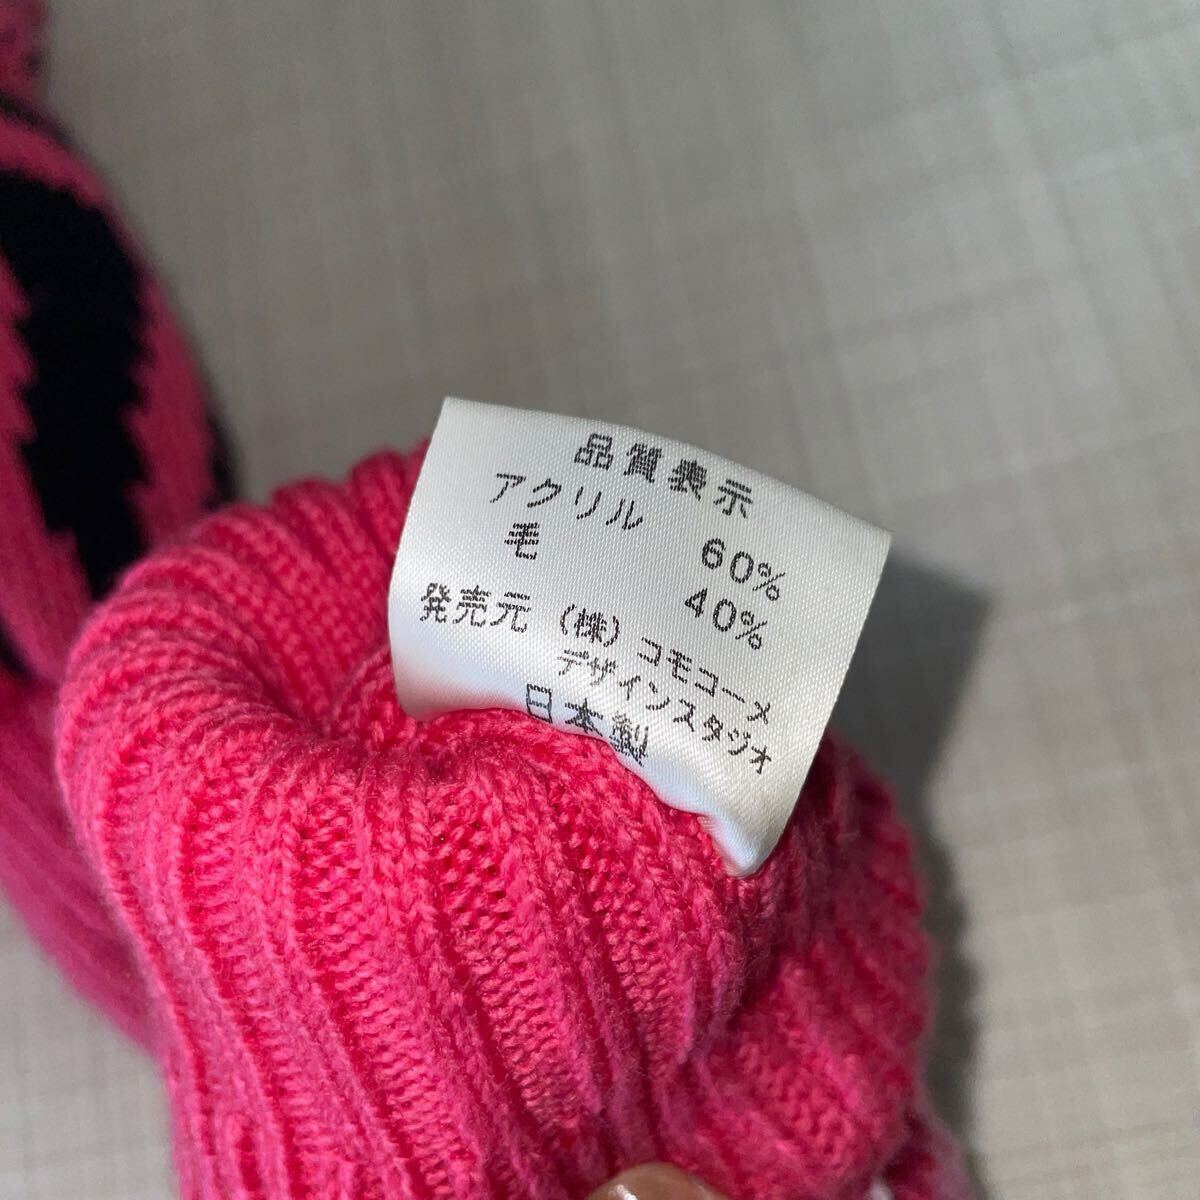 品質表示
アクリル 60%
毛 40%
発売元 (株) コモコーメ
デザインスタジオ
日本製